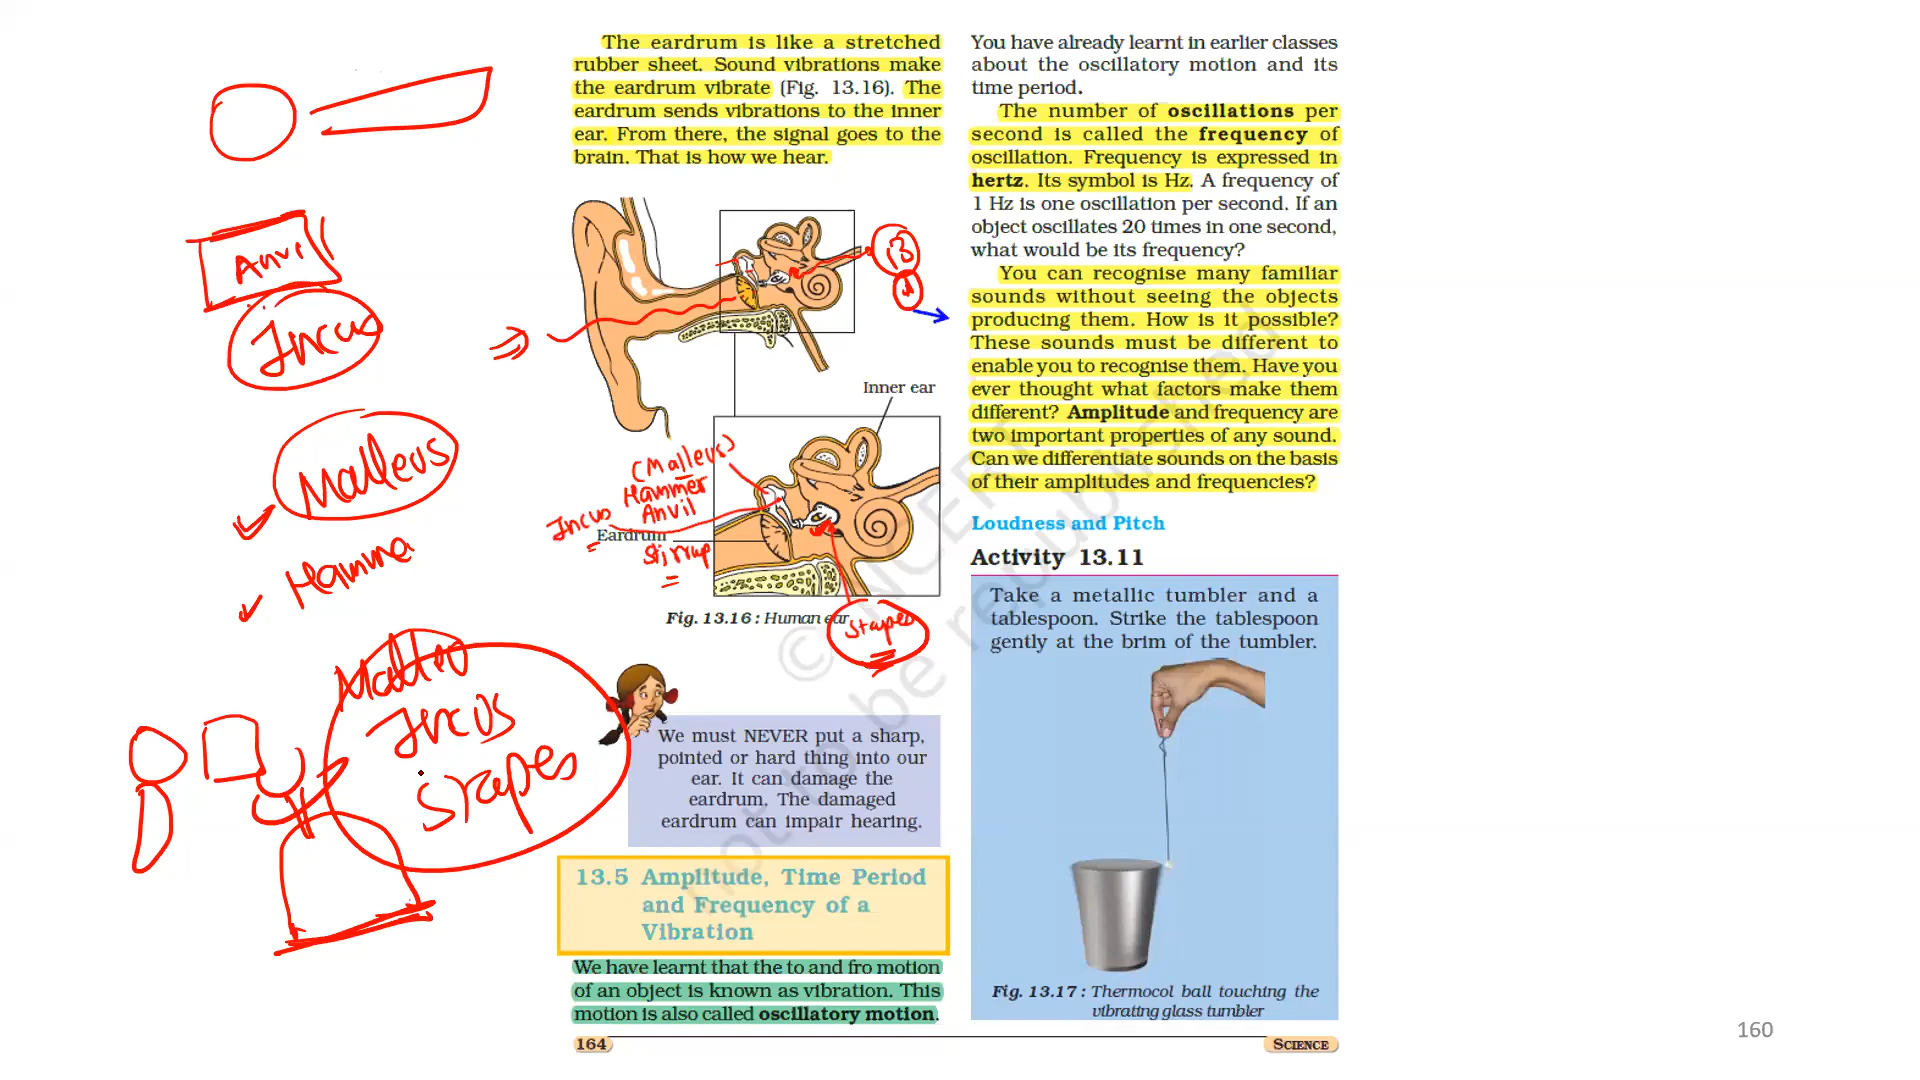 The eardrum is like a stretched
rubber sheet. Sound vibrations make
the eardrum vibrate (Fig. 13.16). The
eardrum sends vibrations to the inner
ear. From there, the signal goes to the
brain. That is how we hear.
Anvi
Incus
Malleus
Hamme
Malleu
Incus
Stapes
13
Inner ear
(Malleus)
Hammer
Anvil
Incus
Eardrum
Stirrup
Stapes
Fig. 13.16 : Human ear
We must NEVER put a sharp,
pointed or hard thing into our
ear. It can damage the
eardrum. The damaged
eardrum can impair hearing.
13.5 Amplitude, Time Period
and Frequency of a
Vibration
We have learnt that the to and fro motion
of an object is known as vibration. This
motion is also called oscillatory motion.
164
You have already learnt in earlier classes
about the oscillatory motion and its
time period.
The number of oscillations per
second is called the frequency of
oscillation. Frequency is expressed in
hertz. Its symbol is Hz. A frequency of
1 Hz is one oscillation per second. If an
object oscillates 20 times in one second,
what would be its frequency?
You can recognise many familiar
sounds without seeing the objects
producing them. How is it possible?
These sounds must be different to
enable you to recognise them. Have you
ever thought what factors make them
different? Amplitude and frequency are
two important properties of any sound.
Can we differentiate sounds on the basis
of their amplitudes and frequencies?
Loudness and Pitch
Activity 13.11
Take a metallic tumbler and a
tablespoon. Strike the tablespoon
gently at the brim of the tumbler.
Fig. 13.17 : Thermocol ball touching the
vibrating glass tumbler
SCIENCE
© NCERT
not to be republished
160